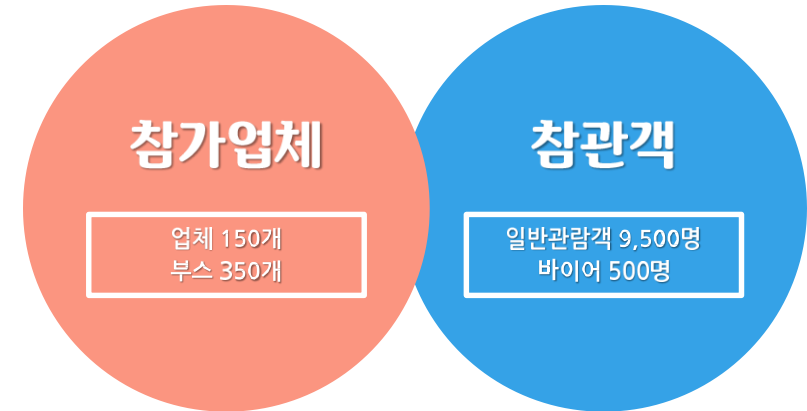 참가업체
업체 150개
부스 350개
참관객
일반관람객 9,500명
바이어 500명